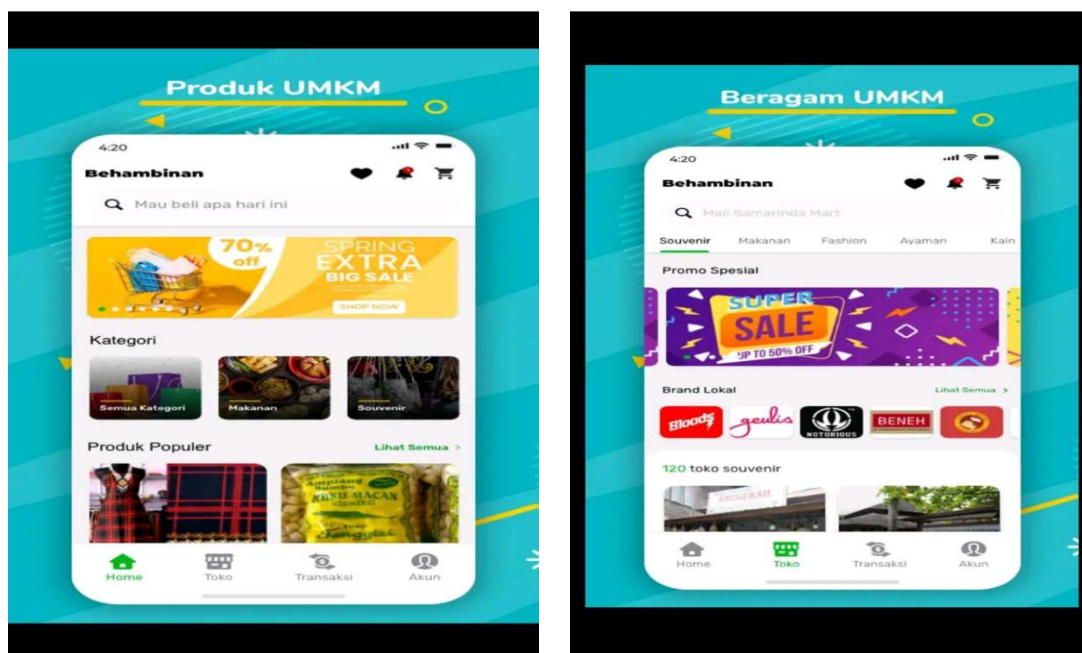 Produk UMKM
4:20
Behambinan
Mau beli apa hari ini
70%
off
SPRING
EXTRA
BIG SALE
SHOP NOW
Kategori
Semua Kategori
Makanan
Souvenir
Produk Populer
Lihat Semua >
Amplang
KUKU MACAN
Home
Toko
Transaksi
Akun
Beragam UMKM
4:20
Behambinan
Mall Samarinda Mart
Souvenir Makanan Fashion Ayaman Kain
Promo Spesial
SUPER
SALE
UP TO 50% OFF
Brand Lokal
Lihat Semua >
Bloods
geulis
NOTORIOUS
BENEH
120 toko souvenir
Home
Toko
Transaksi
Akun